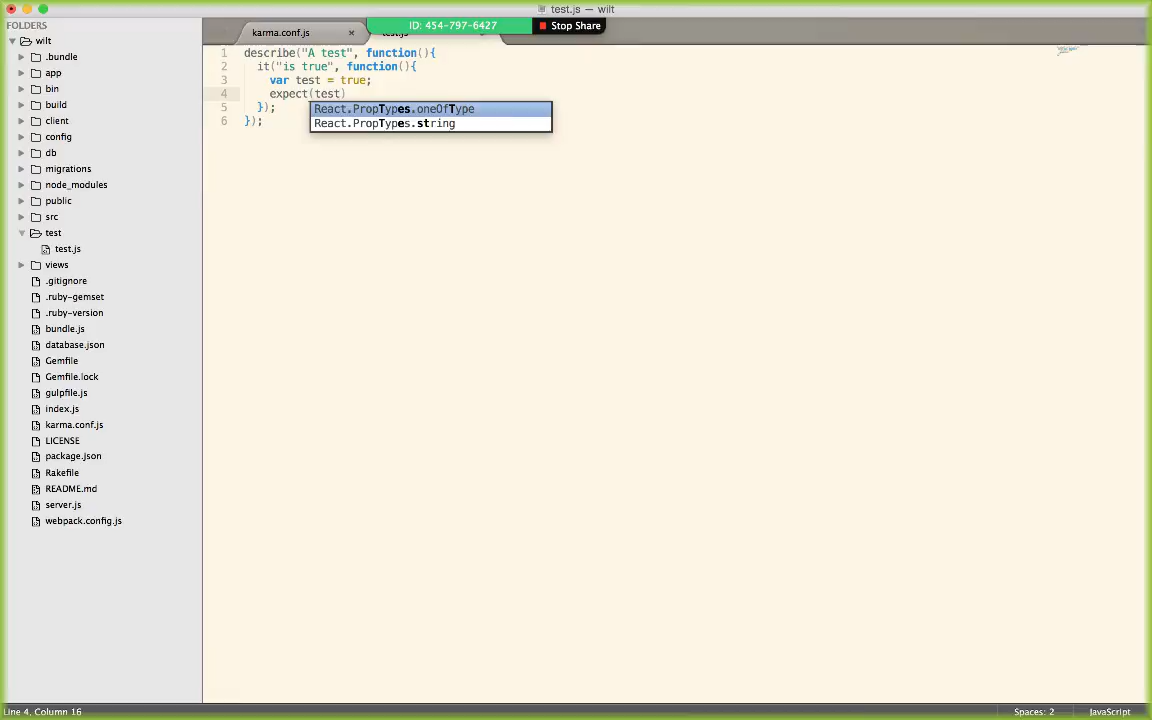 test.js — wilt
ID: 454-797-6427
Stop Share
FOLDERS
wilt
.bundle
app
bin
build
client
config
db
migrations
node_modules
public
src
test
test.js
views
.gitignore
.ruby-gemset
.ruby-version
bundle.js
database.json
Gemfile
Gemfile.lock
gulpfile.js
index.js
karma.conf.js
LICENSE
package.json
Rakefile
README.md
server.js
webpack.config.js
karma.conf.js
test.js
1 describe("A test", function(){
2 it("is true", function(){
3 var test = true;
4 expect(test)
5 });
6 });
React.PropTypes.oneOfType
React.PropTypes.string
Line 4, Column 16
Spaces: 2
JavaScript